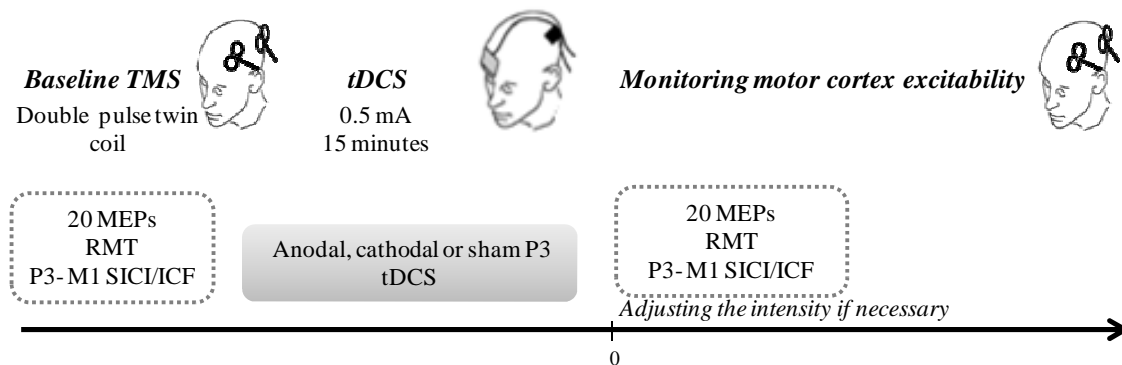 Baseline TMS
Double pulse twin
coil
tDCS
0.5 mA
15 minutes
Monitoring motor cortex excitability
20 MEPs
RMT
P3- M1 SICI/ICF
Anodal, cathodal or sham P3
tDCS
20 MEPs
RMT
P3- M1 SICI/ICF
Adjusting the intensity if necessary
0